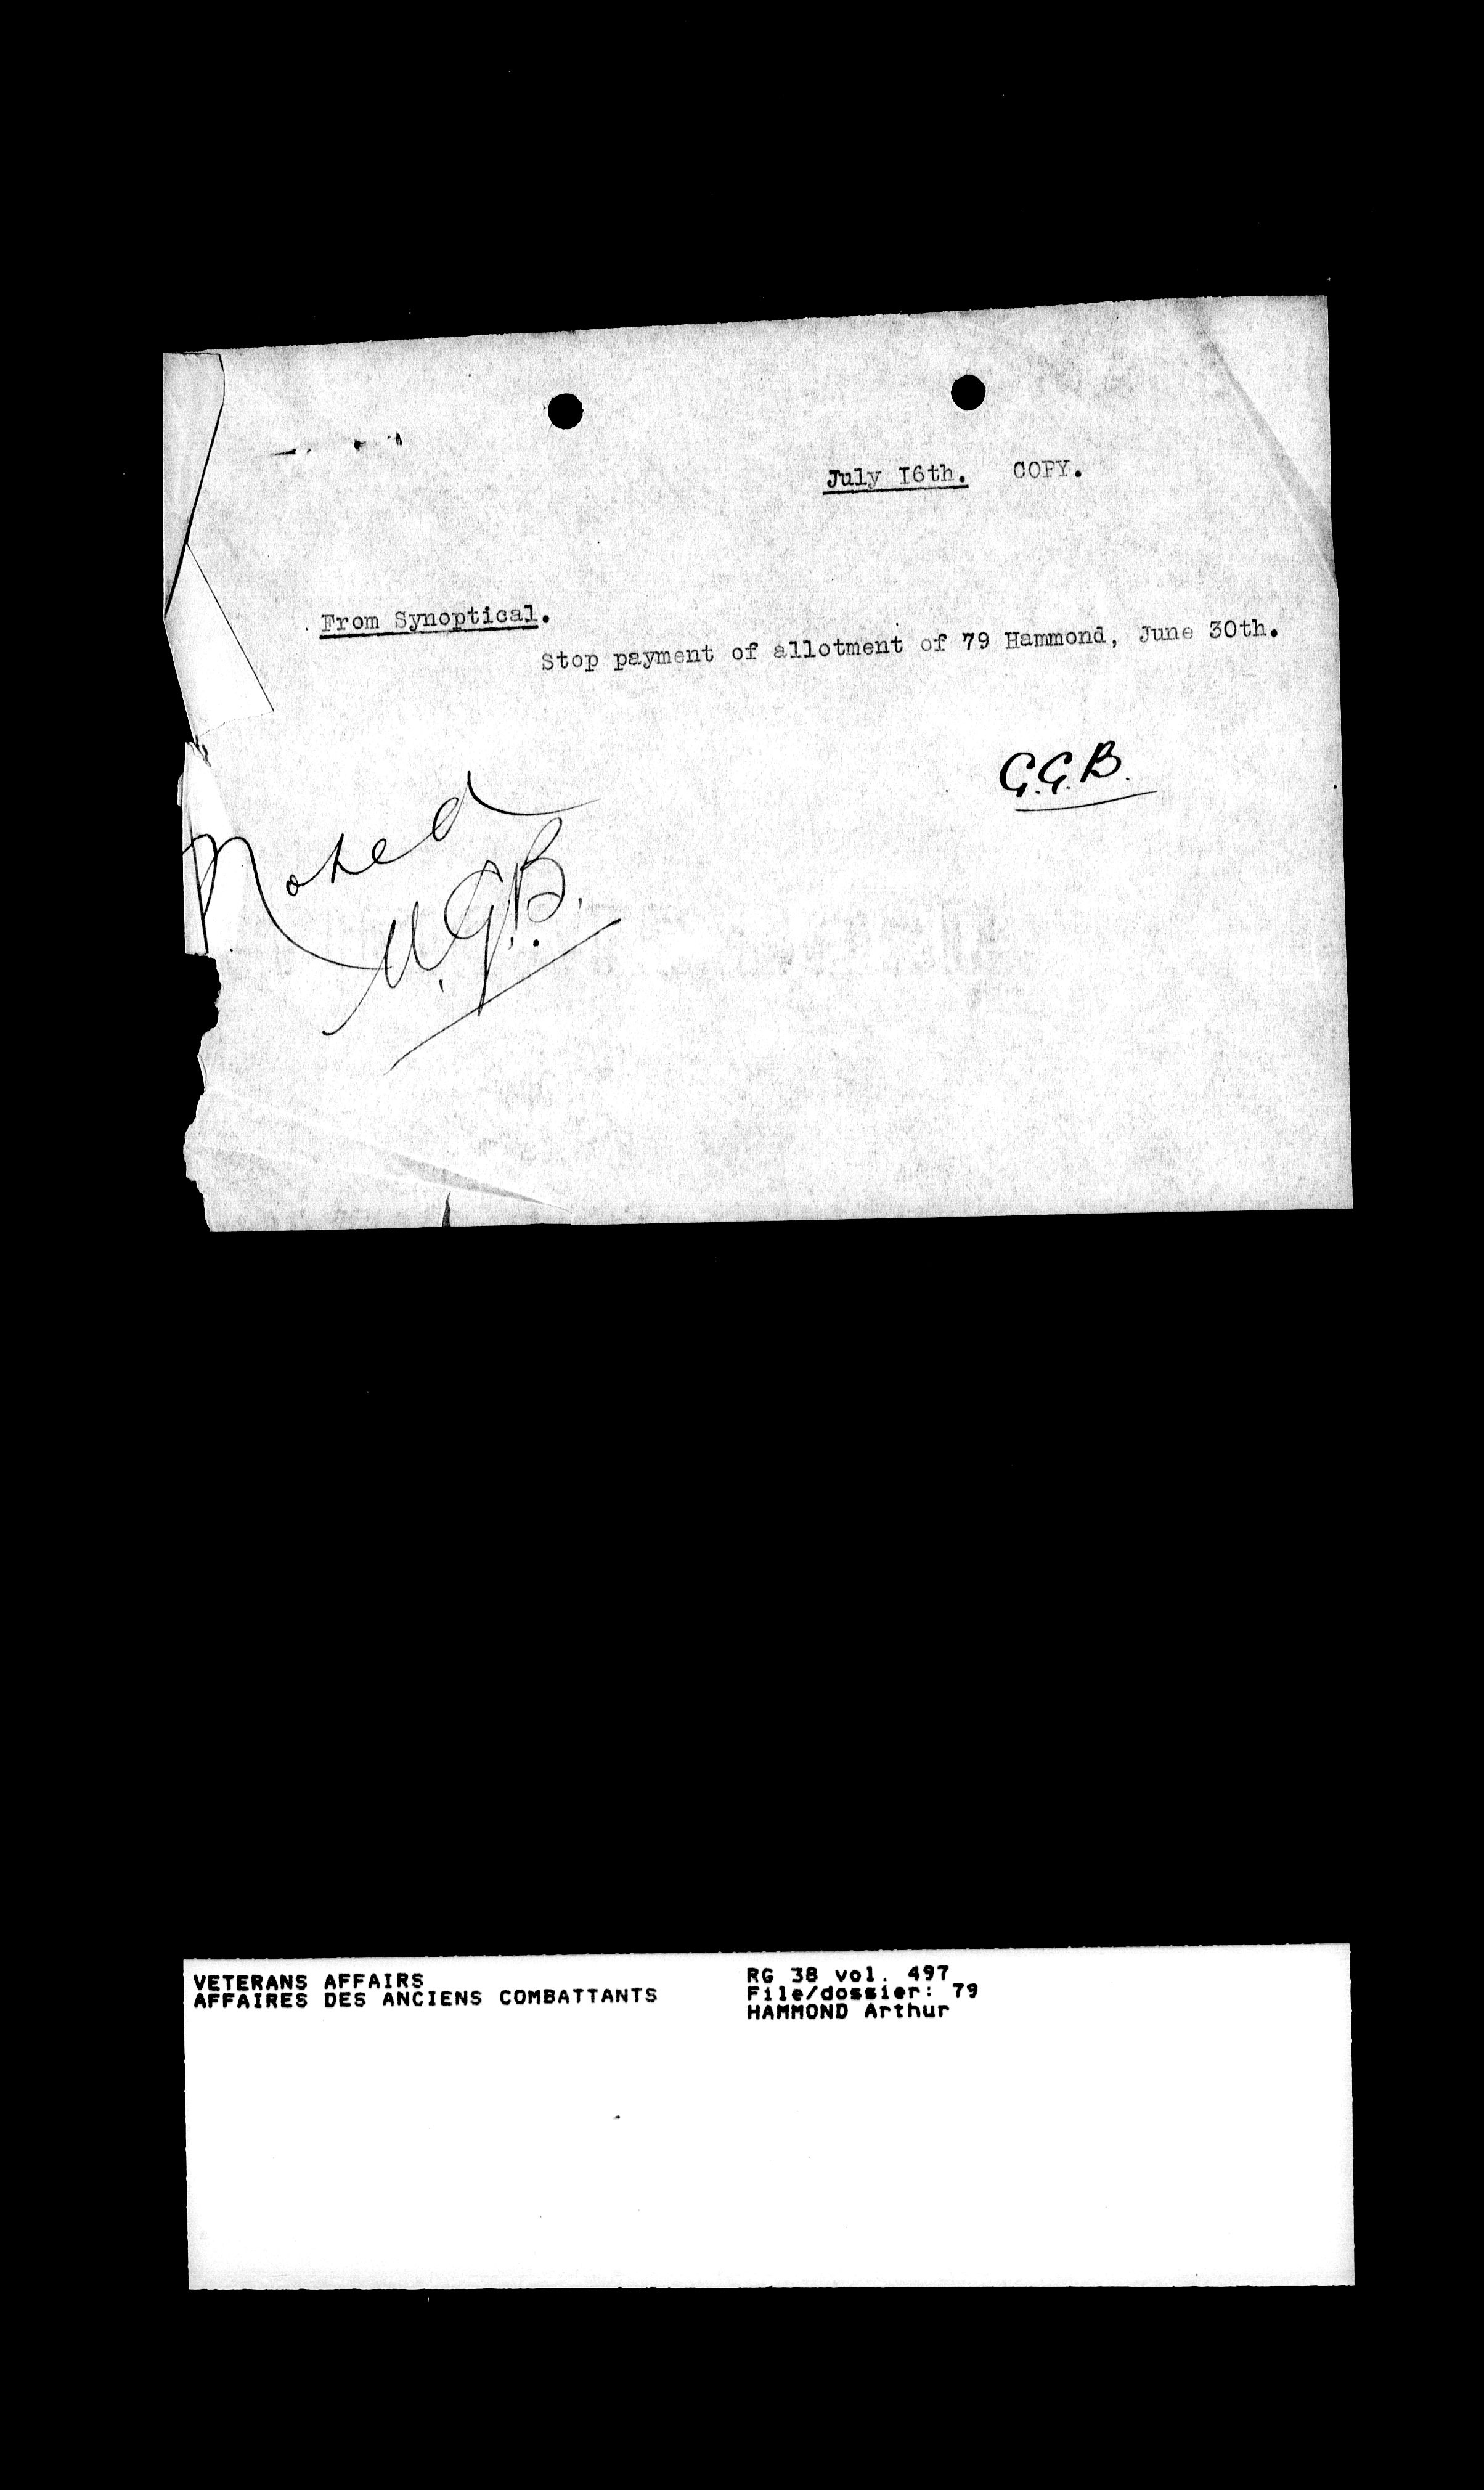 July I6th. COPY.
From Synoptical.
Stop payment of allotment of 79 Hammond, June 30th.
G.G.B.
Noted
M.G.B.
VETERANS AFFAIRS
AFFAIRES DES ANCIENS COMBATTANTS
RG 38 vol. 497
File/dossier: 79
HAMMOND Arthur